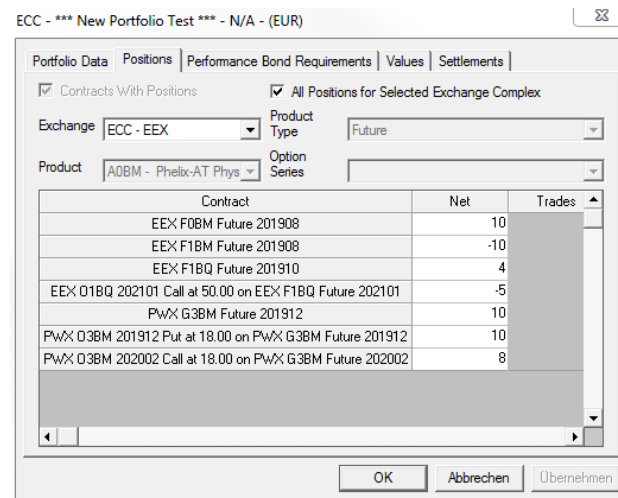 ECC - *** New Portfolio Test *** - N/A - (EUR)
Portfolio Data Positions Performance Bond Requirements Values Settlements
Contracts With Positions All Positions for Selected Exchange Complex
Exchange ECC - EEX Product Type Future
Product A0BM - Phelix-AT Phys Option Series
Contract Net Trades
EEX F0BM Future 201908 10
EEX F1BM Future 201908 -10
EEX F1BQ Future 201910 4
EEX O1BQ 202101 Call at 50.00 on EEX F1BQ Future 202101 -5
PWX G3BM Future 201912 10
PWX O3BM 201912 Put at 18.00 on PWX G3BM Future 201912 10
PWX O3BM 202002 Call at 18.00 on PWX G3BM Future 202002 8
OK Abbrechen Übernehmen